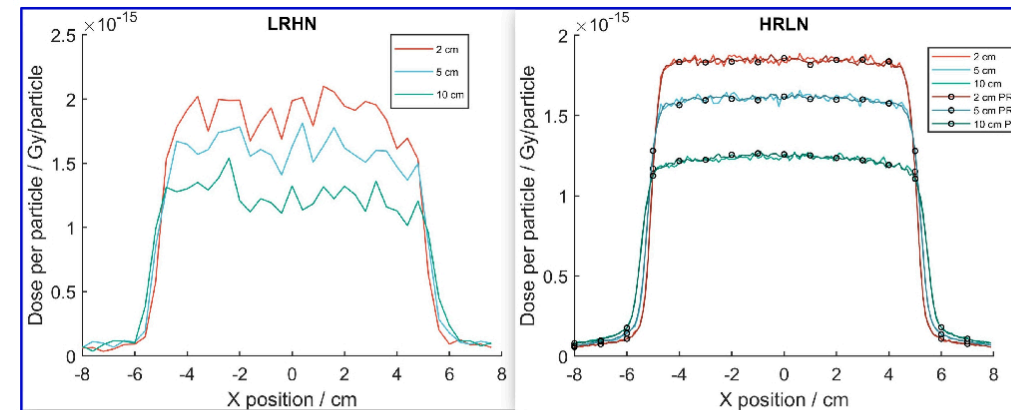 LRHN
×10⁻¹⁵
2.5
2
1.5
1
0.5
0
-8 -6 -4 -2 0 2 4 6 8
X position / cm
Dose per particle / Gy/particle
2 cm
5 cm
10 cm
HRLN
×10⁻¹⁵
2
1.5
1
0.5
0
-8 -6 -4 -2 0 2 4 6 8
X position / cm
Dose per particle / Gy/particle
2 cm
5 cm
10 cm
2 cm PR
5 cm PR
10 cm P